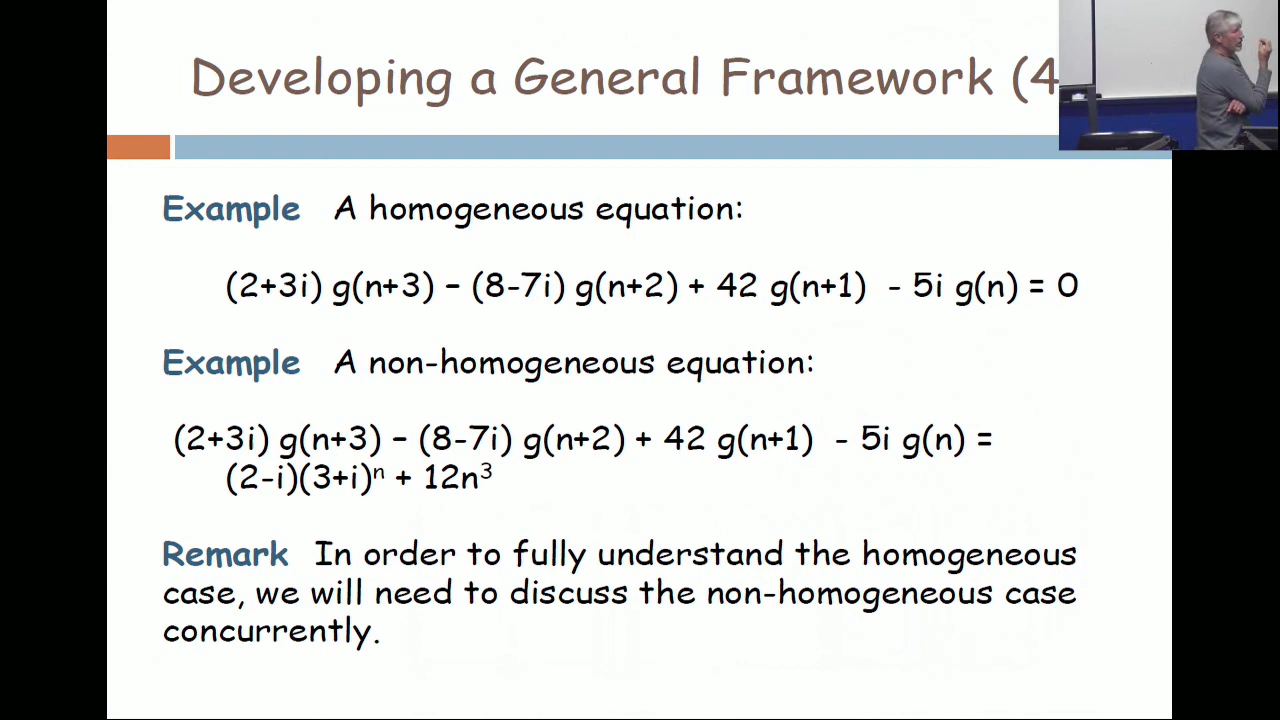 Developing a General Framework (4
Example A homogeneous equation:
(2+3i) g(n+3) – (8-7i) g(n+2) + 42 g(n+1) - 5i g(n) = 0
Example A non-homogeneous equation:
(2+3i) g(n+3) – (8-7i) g(n+2) + 42 g(n+1) - 5i g(n) =
(2-i)(3+i)ⁿ + 12n³
Remark In order to fully understand the homogeneous
case, we will need to discuss the non-homogeneous case
concurrently.